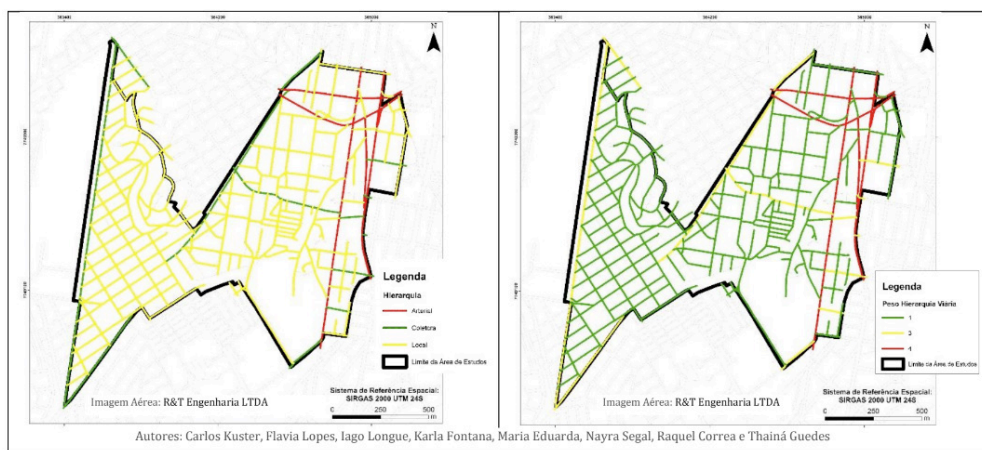 N
Legenda
Hierarquia
Arterial
Coletora
Local
Limite da Área de Estudos
Sistema de Referência Espacial:
SIRGAS 2000 UTM 24S
0 250 500
m
Imagem Aérea: R&T Engenharia LTDA
N
Legenda
Peso Hierarquia Viária
1
3
4
Limite da Área de Estudos
Sistema de Referência Espacial:
SIRGAS 2000 UTM 24S
0 250 500
m
Imagem Aérea: R&T Engenharia LTDA
Autores: Carlos Kuster, Flavia Lopes, Iago Longue, Karla Fontana, Maria Eduarda, Nayra Segal, Raquel Correa e Thainá Guedes